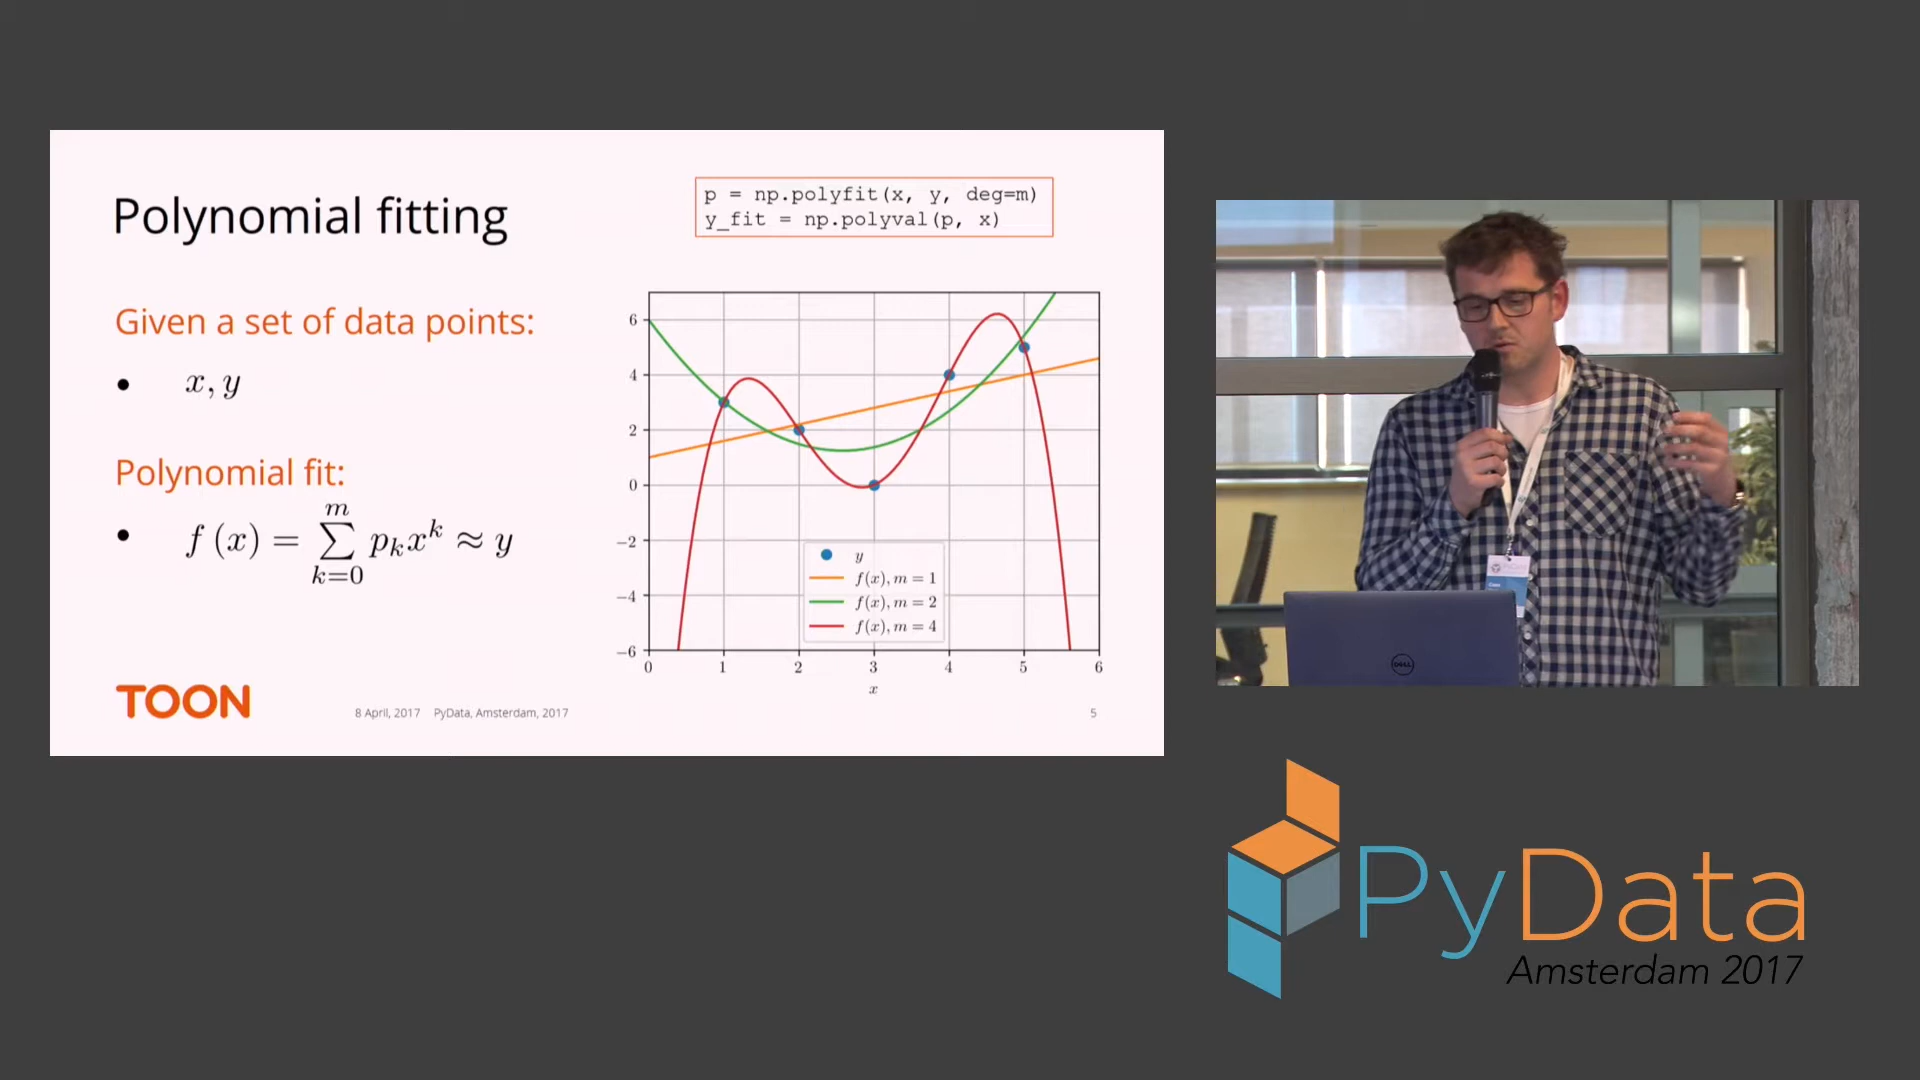 Polynomial fitting
p = np.polyfit(x, y, deg=m)
y_fit = np.polyval(p, x)
Given a set of data points:
• x, y
Polynomial fit:
• f (x) = ∑_{k=0}^{m} p_k x^k ≈ y
6
4
2
0
−2
−4
−6
0 1 2 3 4 5 6
x
y
f(x), m = 1
f(x), m = 2
f(x), m = 4
TOON
8 April, 2017 PyData, Amsterdam, 2017
5
DELL
PyData
Amsterdam 2017